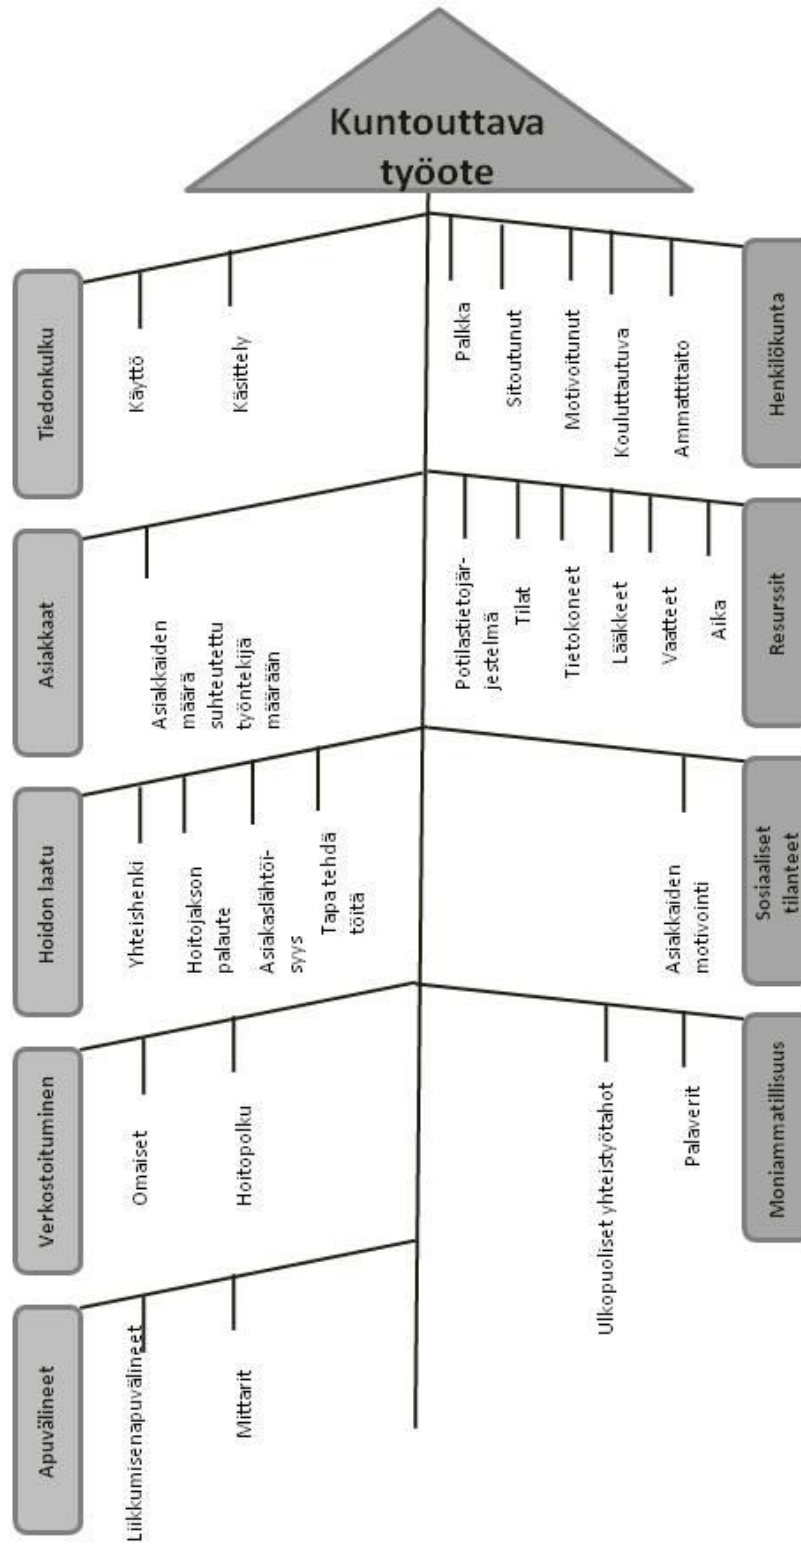 Kuntouttava
työote
Tiedonkulku
Käyttö
Käsittely
Asiakkaat
Asiakkaiden
määrä
suhteutettu
työntekijä
määrään
Hoidon laatu
Yhteishenki
Hoitojakson
palaute
Asiakaslähtöi-
syys
Tapa tehdä
töitä
Verkostoituminen
Omaiset
Hoitopolku
Apuvälineet
Liikkumisenapuvälineet
Mittarit
Henkilökunta
Palkka
Sitoutunut
Motivoitunut
Kouluttautuva
Ammattitaito
Resurssit
Potilastietojär-
jestelmä
Tilat
Tietokoneet
Lääkkeet
Vaatteet
Aika
Sosiaaliset
tilanteet
Asiakkaiden
motivointi
Moniammatillisuus
Ulkopuoliset yhteistyötahot
Palaverit